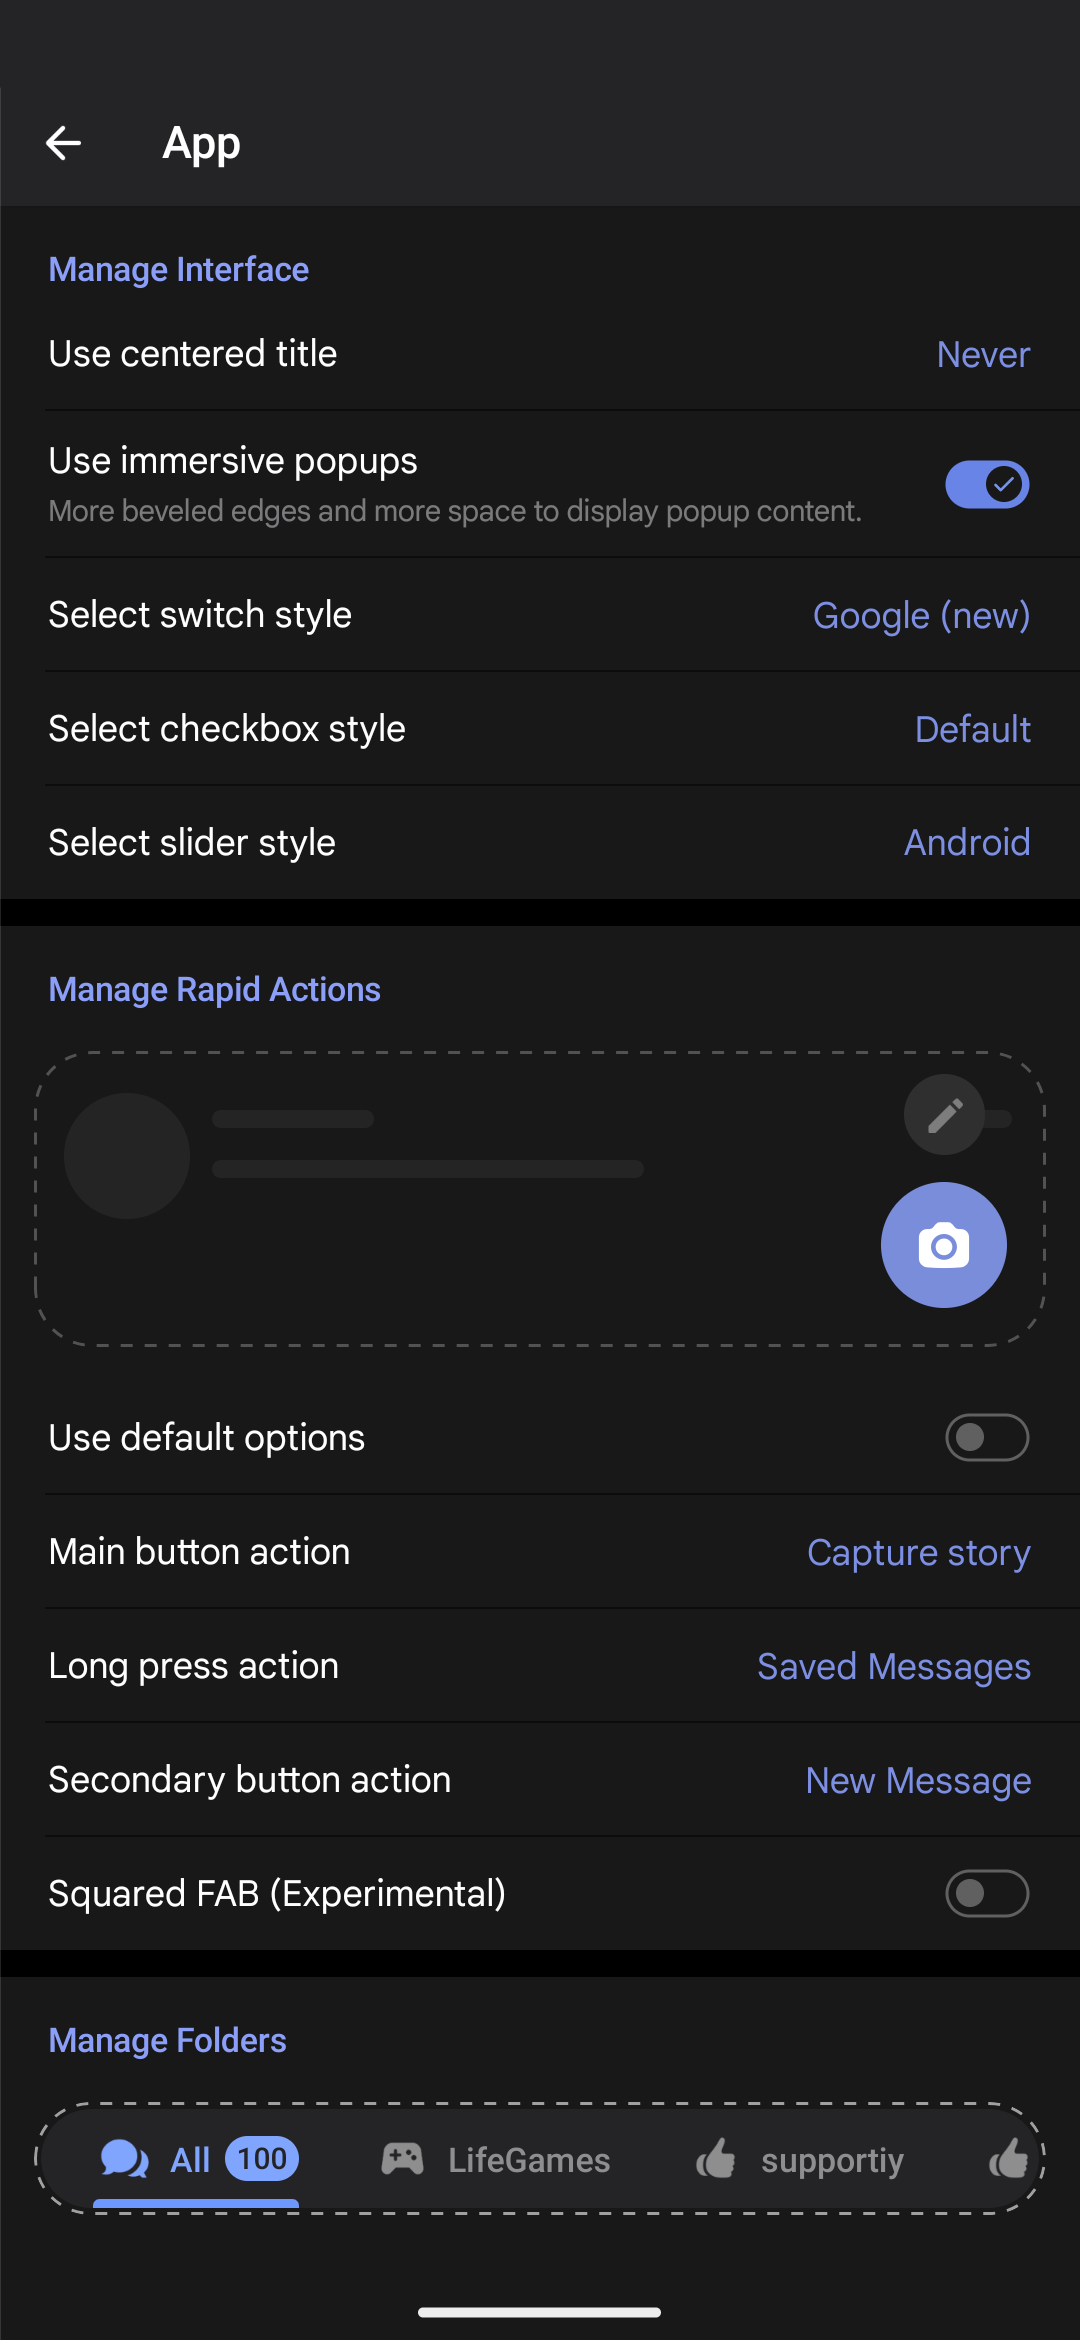 App
Manage Interface
Use centered title
Never
Use immersive popups
More beveled edges and more space to display popup content.
Select switch style
Google (new)
Select checkbox style
Default
Select slider style
Android
Manage Rapid Actions
Use default options
Main button action
Capture story
Long press action
Saved Messages
Secondary button action
New Message
Squared FAB (Experimental)
Manage Folders
All 100 LifeGames supportiy